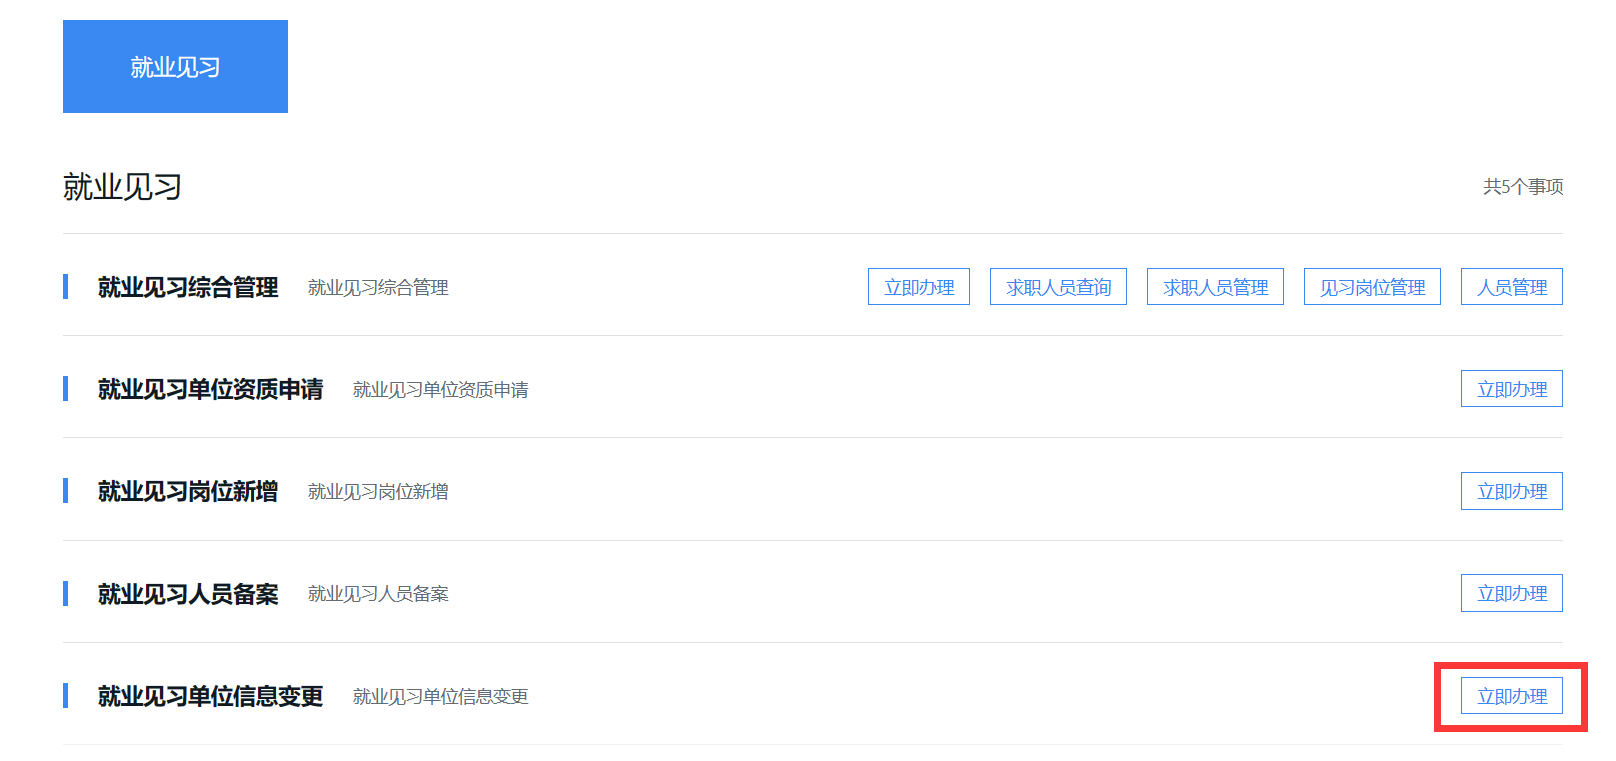 就业见习
就业见习 共5个事项
就业见习综合管理 就业见习综合管理 立即办理 求职人员查询 求职人员管理 见习岗位管理 人员管理
就业见习单位资质申请 就业见习单位资质申请 立即办理
就业见习岗位新增 就业见习岗位新增 立即办理
就业见习人员备案 就业见习人员备案 立即办理
就业见习单位信息变更 就业见习单位信息变更 立即办理